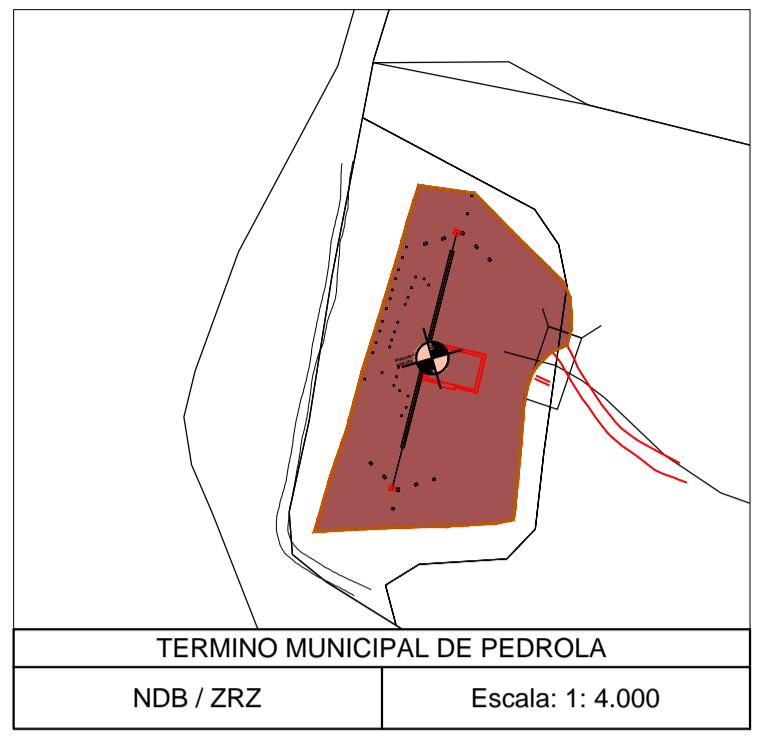 TERMINO MUNICIPAL DE PEDROLA
NDB / ZRZ
Escala: 1: 4.000